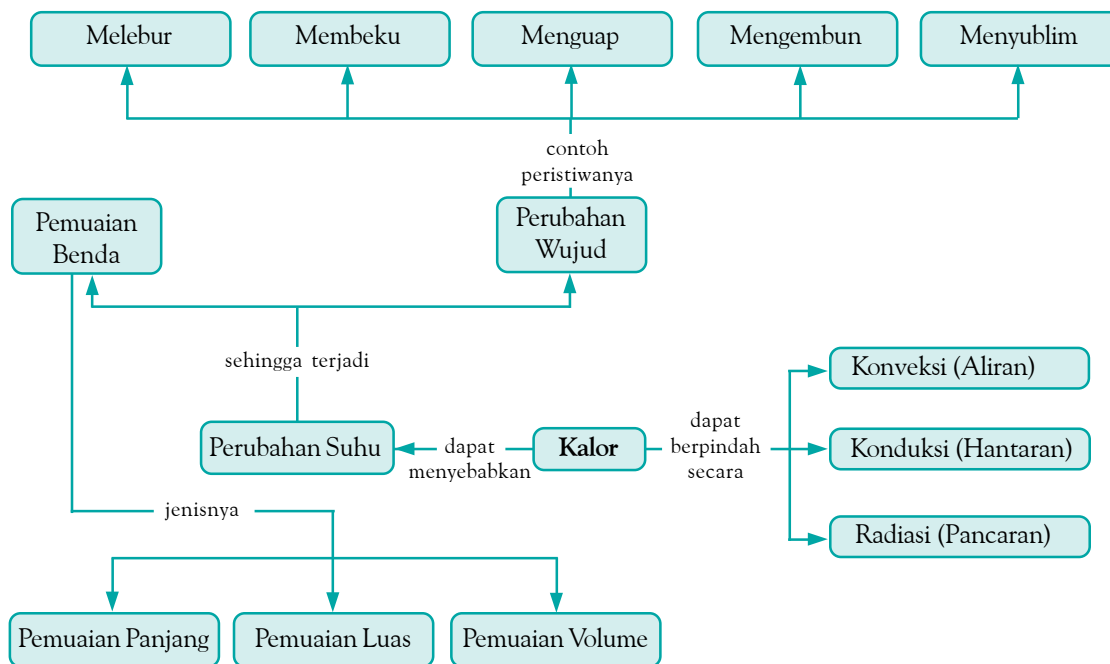 Melebur
Membeku
Menguap
Mengembun
Menyublim
contoh
peristiwanya
Pemuaian
Benda
Perubahan
Wujud
sehingga terjadi
Konveksi (Aliran)
Perubahan Suhu
dapat
menyebabkan
Kalor
dapat
berpindah
secara
Konduksi (Hantaran)
jenisnya
Radiasi (Pancaran)
Pemuaian Panjang
Pemuaian Luas
Pemuaian Volume